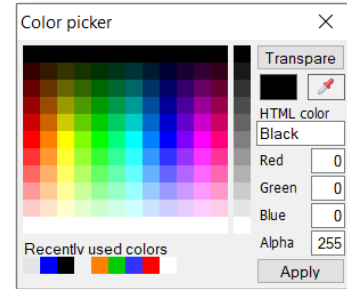 Color picker
Transpare
HTML color
Black
Red 0
Green 0
Blue 0
Alpha 255
Recently used colors
Apply